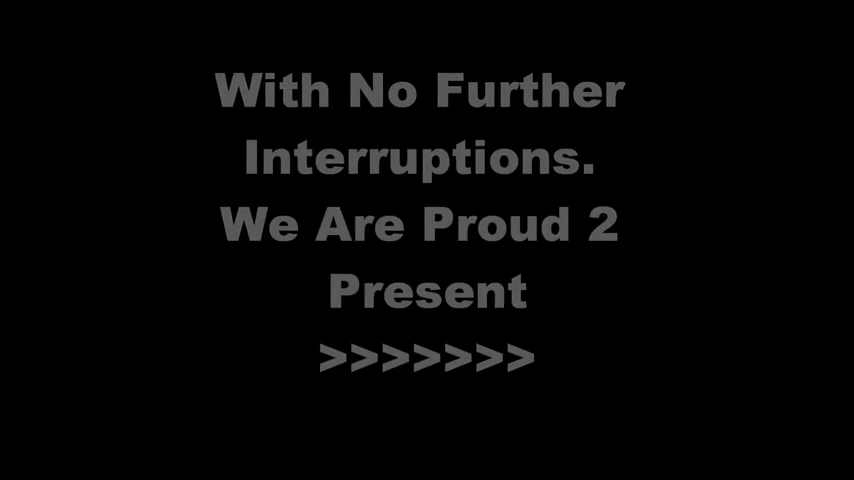 With No Further
Interruptions.
We Are Proud 2
Present
>>>>>>>